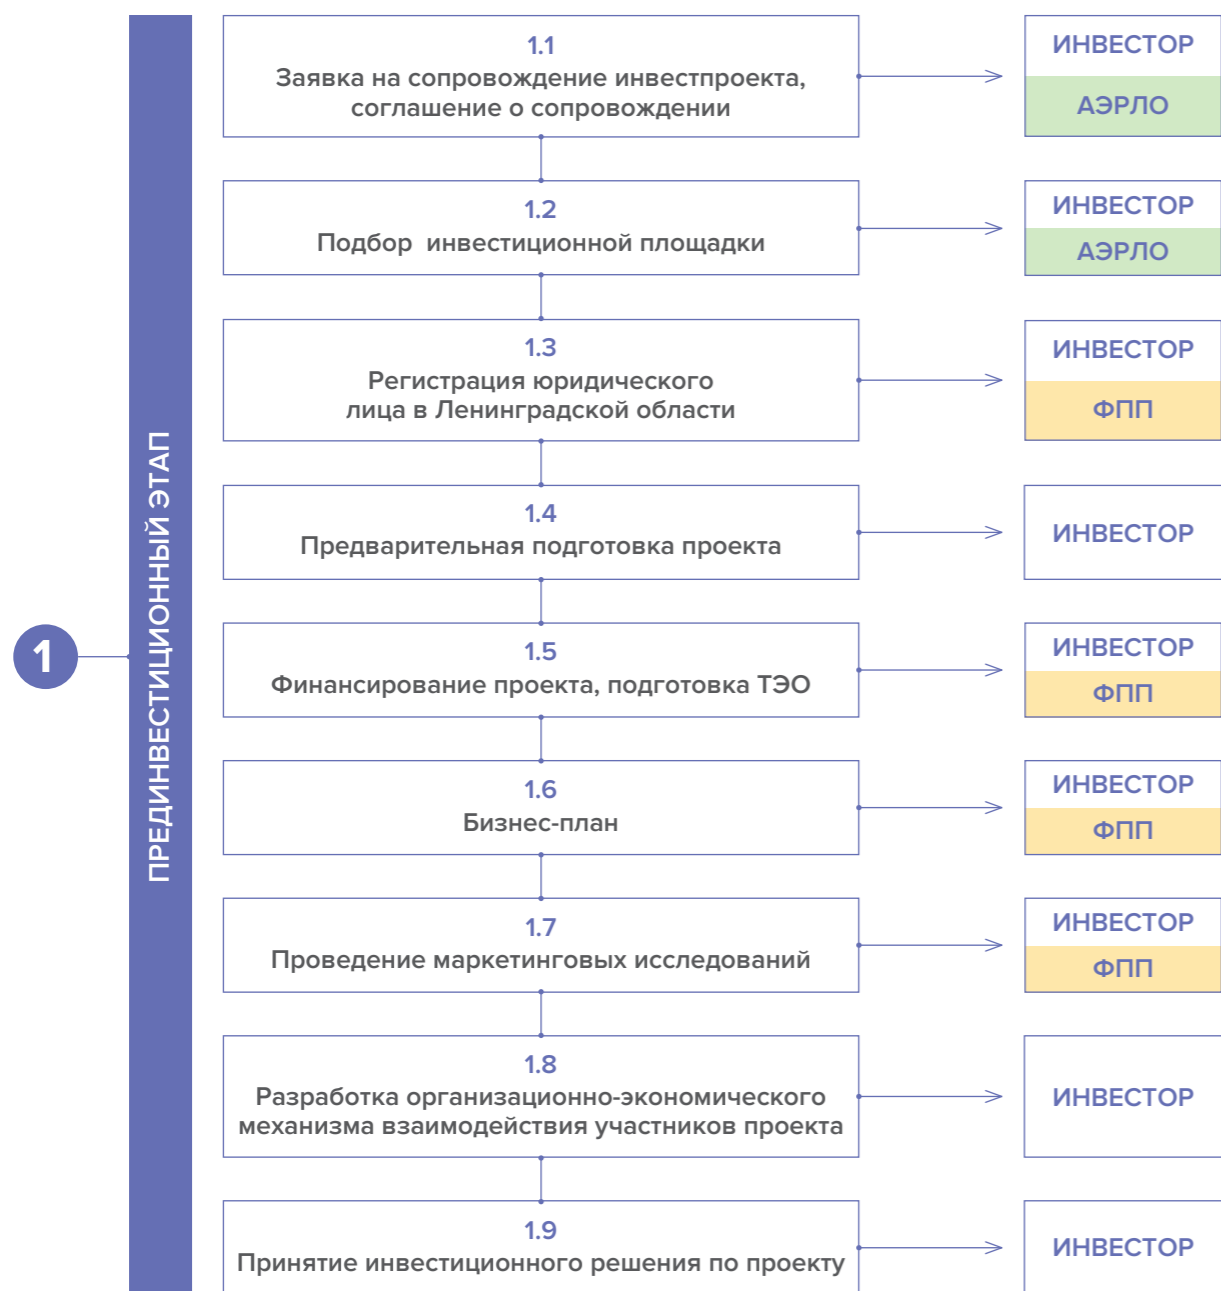 1
ПРЕДИНВЕСТИЦИОННЫЙ ЭТАП
1.1
Заявка на сопровождение инвестпроекта,
соглашение о сопровождении
ИНВЕСТОР
АЭРЛО
1.2
Подбор инвестиционной площадки
ИНВЕСТОР
АЭРЛО
1.3
Регистрация юридического
лица в Ленинградской области
ИНВЕСТОР
ФПП
1.4
Предварительная подготовка проекта
ИНВЕСТОР
1.5
Финансирование проекта, подготовка ТЭО
ИНВЕСТОР
ФПП
1.6
Бизнес-план
ИНВЕСТОР
ФПП
1.7
Проведение маркетинговых исследований
ИНВЕСТОР
ФПП
1.8
Разработка организационно-экономического
механизма взаимодействия участников проекта
ИНВЕСТОР
1.9
Принятие инвестиционного решения по проекту
ИНВЕСТОР